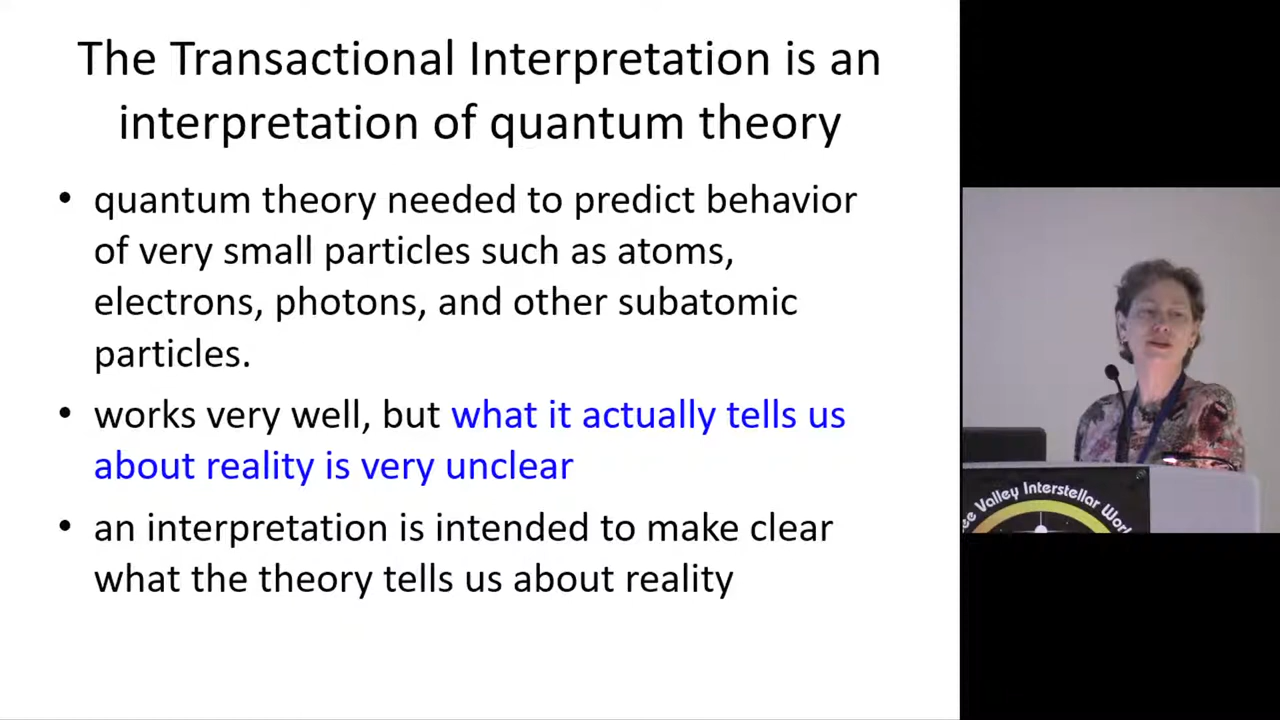 The Transactional Interpretation is an
interpretation of quantum theory
• quantum theory needed to predict behavior
of very small particles such as atoms,
electrons, photons, and other subatomic
particles.
• works very well, but what it actually tells us
about reality is very unclear
• an interpretation is intended to make clear
what the theory tells us about reality
Valley Interstellar